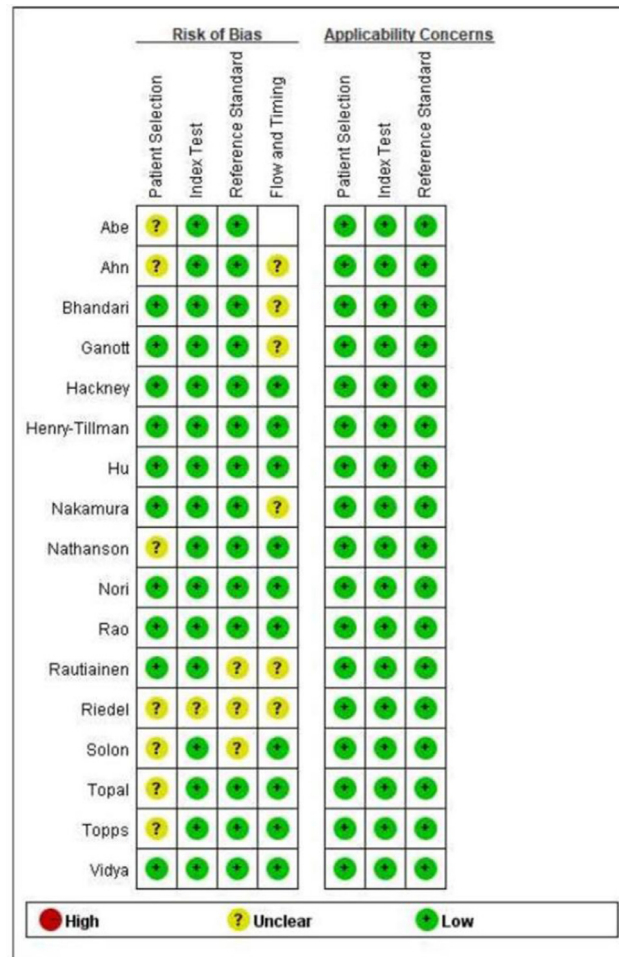 Risk of Bias Applicability Concerns
Patient Selection
Index Test
Reference Standard
Flow and Timing
Patient Selection
Index Test
Reference Standard
Abe ? + + + + +
Ahn ? + + ? + + +
Bhandari + + + ? + + +
Ganott + + + ? + + +
Hackney + + + + + + +
Henry-Tillman + + + + + + +
Hu + + + + + + +
Nakamura + + + ? + + +
Nathanson ? + + + + + +
Nori + + + + + + +
Rao + + + + + + +
Rautiainen + + ? ? + + +
Riedel ? ? ? ? + + +
Solon ? + ? + + + +
Topal ? + + + + + +
Topps ? + + + + + +
Vidya + + + + + + +
High ? Unclear + Low